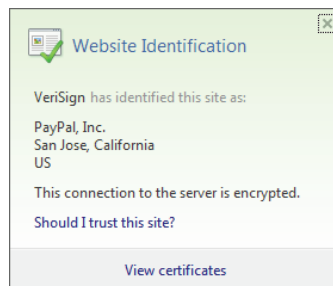 Website Identification
VeriSign has identified this site as:
PayPal, Inc.
San Jose, California
US
This connection to the server is encrypted.
Should I trust this site?
View certificates